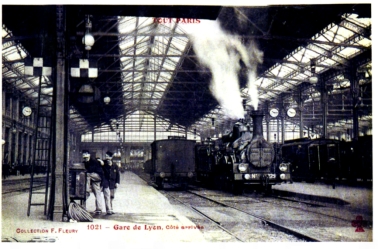 TOUT PARIS
1021 - Gare de Lyon, Côté arrivée
COLLECTION F. FLEURY